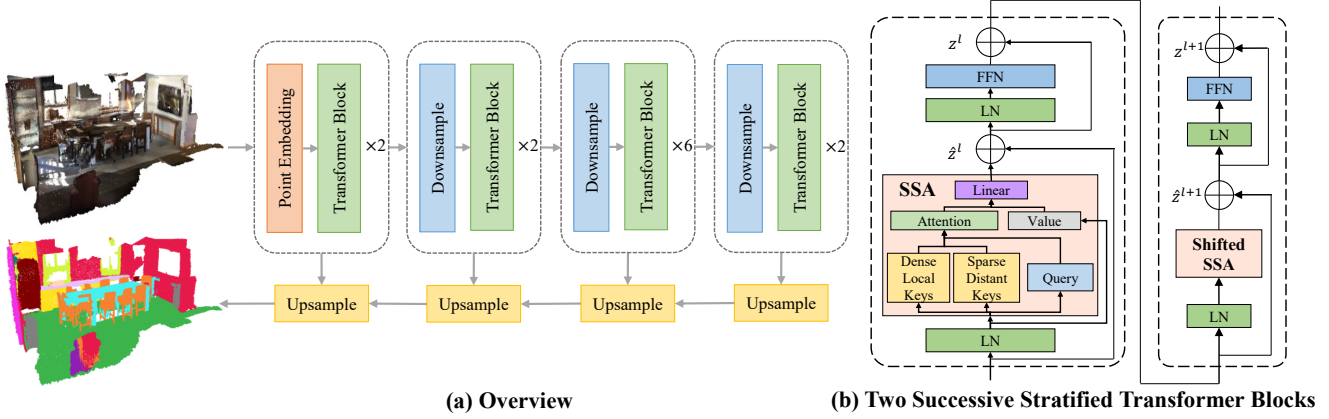 Point Embedding
Transformer Block
×2
Downsample
Transformer Block
×2
Downsample
Transformer Block
×6
Downsample
Transformer Block
×2
Upsample
Upsample
Upsample
Upsample
(a) Overview
z^l
FFN
LN
ẑ^l
SSA
Linear
Attention
Value
Dense
Local
Keys
Sparse
Distant
Keys
Query
LN
z^{l+1}
FFN
LN
ẑ^{l+1}
Shifted
SSA
LN
(b) Two Successive Stratified Transformer Blocks